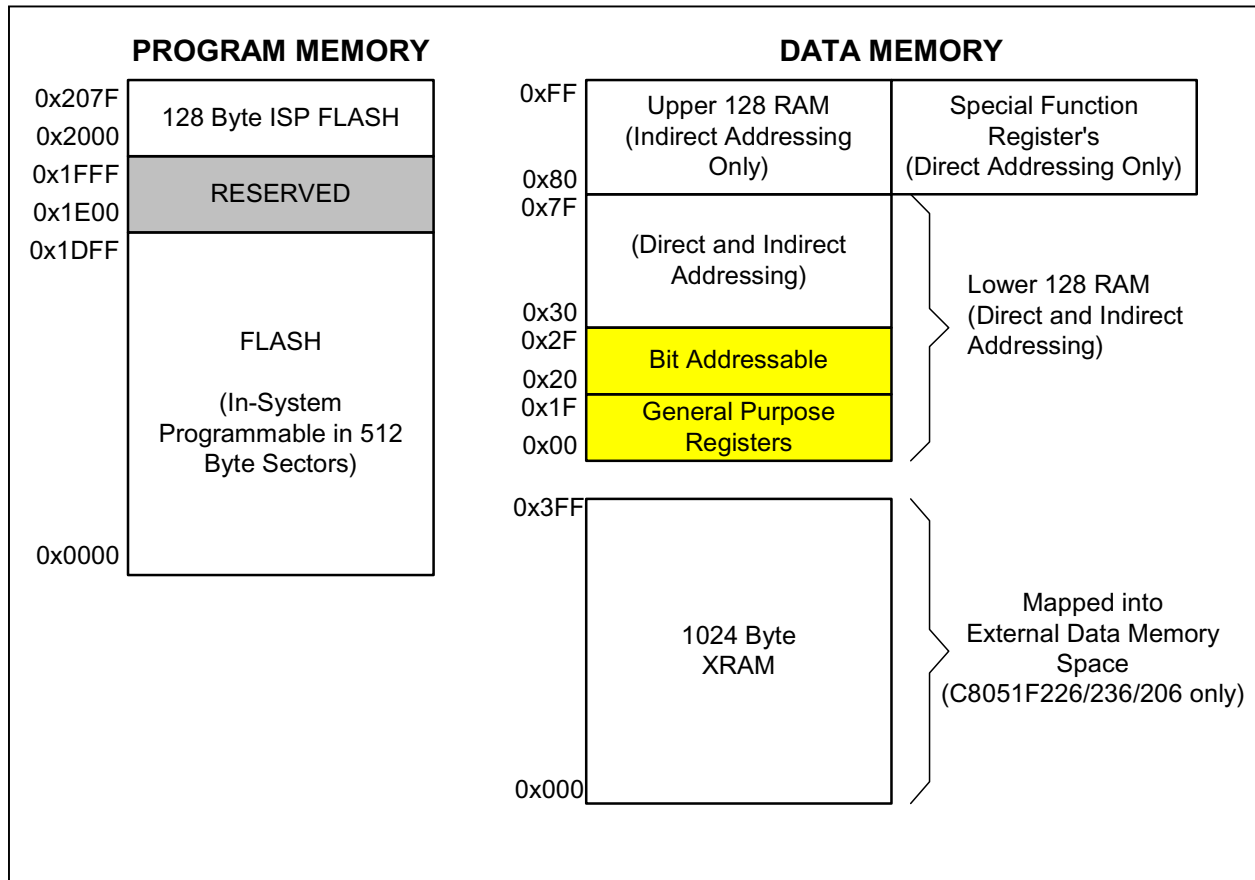 PROGRAM MEMORY
0x207F
128 Byte ISP FLASH
0x2000
0x1FFF
RESERVED
0x1E00
0x1DFF
FLASH
(In-System
Programmable in 512
Byte Sectors)
0x0000
DATA MEMORY
0xFF
Upper 128 RAM
(Indirect Addressing
Only)
0x80
Special Function
Register's
(Direct Addressing Only)
0x7F
(Direct and Indirect
Addressing)
0x30
0x2F
Bit Addressable
0x20
0x1F
General Purpose
Registers
0x00
Lower 128 RAM
(Direct and Indirect
Addressing)
0x3FF
1024 Byte
XRAM
0x000
Mapped into
External Data Memory
Space
(C8051F226/236/206 only)